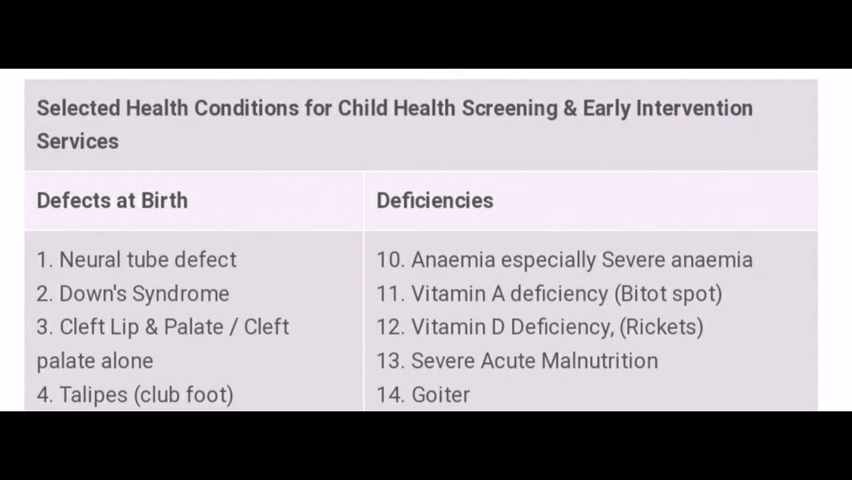 Selected Health Conditions for Child Health Screening & Early Intervention
Services
Defects at Birth
Deficiencies
1. Neural tube defect
2. Down's Syndrome
3. Cleft Lip & Palate / Cleft
palate alone
4. Talipes (club foot)
10. Anaemia especially Severe anaemia
11. Vitamin A deficiency (Bitot spot)
12. Vitamin D Deficiency, (Rickets)
13. Severe Acute Malnutrition
14. Goiter